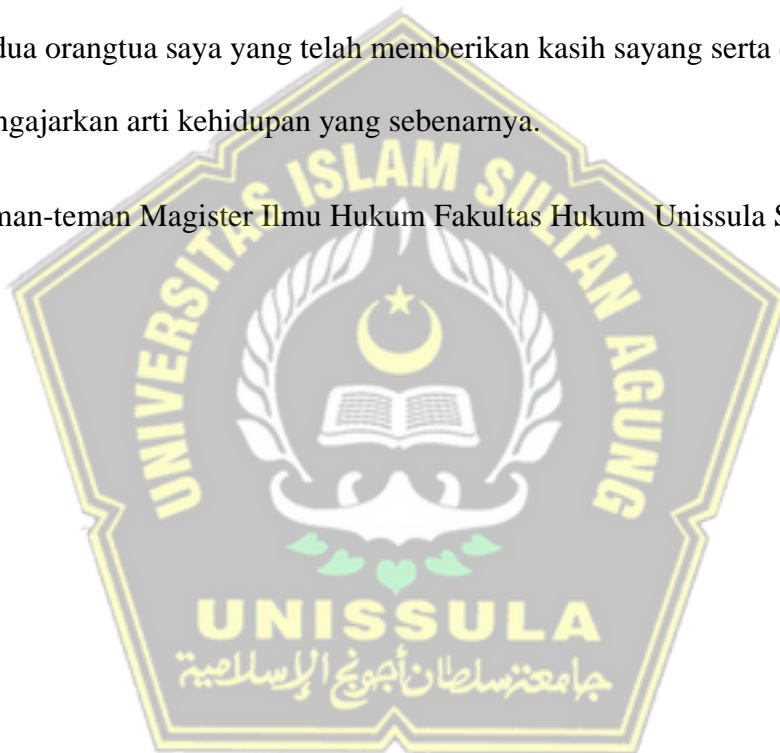 dua orangtua saya yang telah memberikan kasih sayang serta
ngajarkan arti kehidupan yang sebenarnya.
man-teman Magister Ilmu Hukum Fakultas Hukum Unissula S
UNIVERSITAS ISLAM SULTAN AGUNG
UNISSULA
جامعة سلطان أجونج الإسلامية